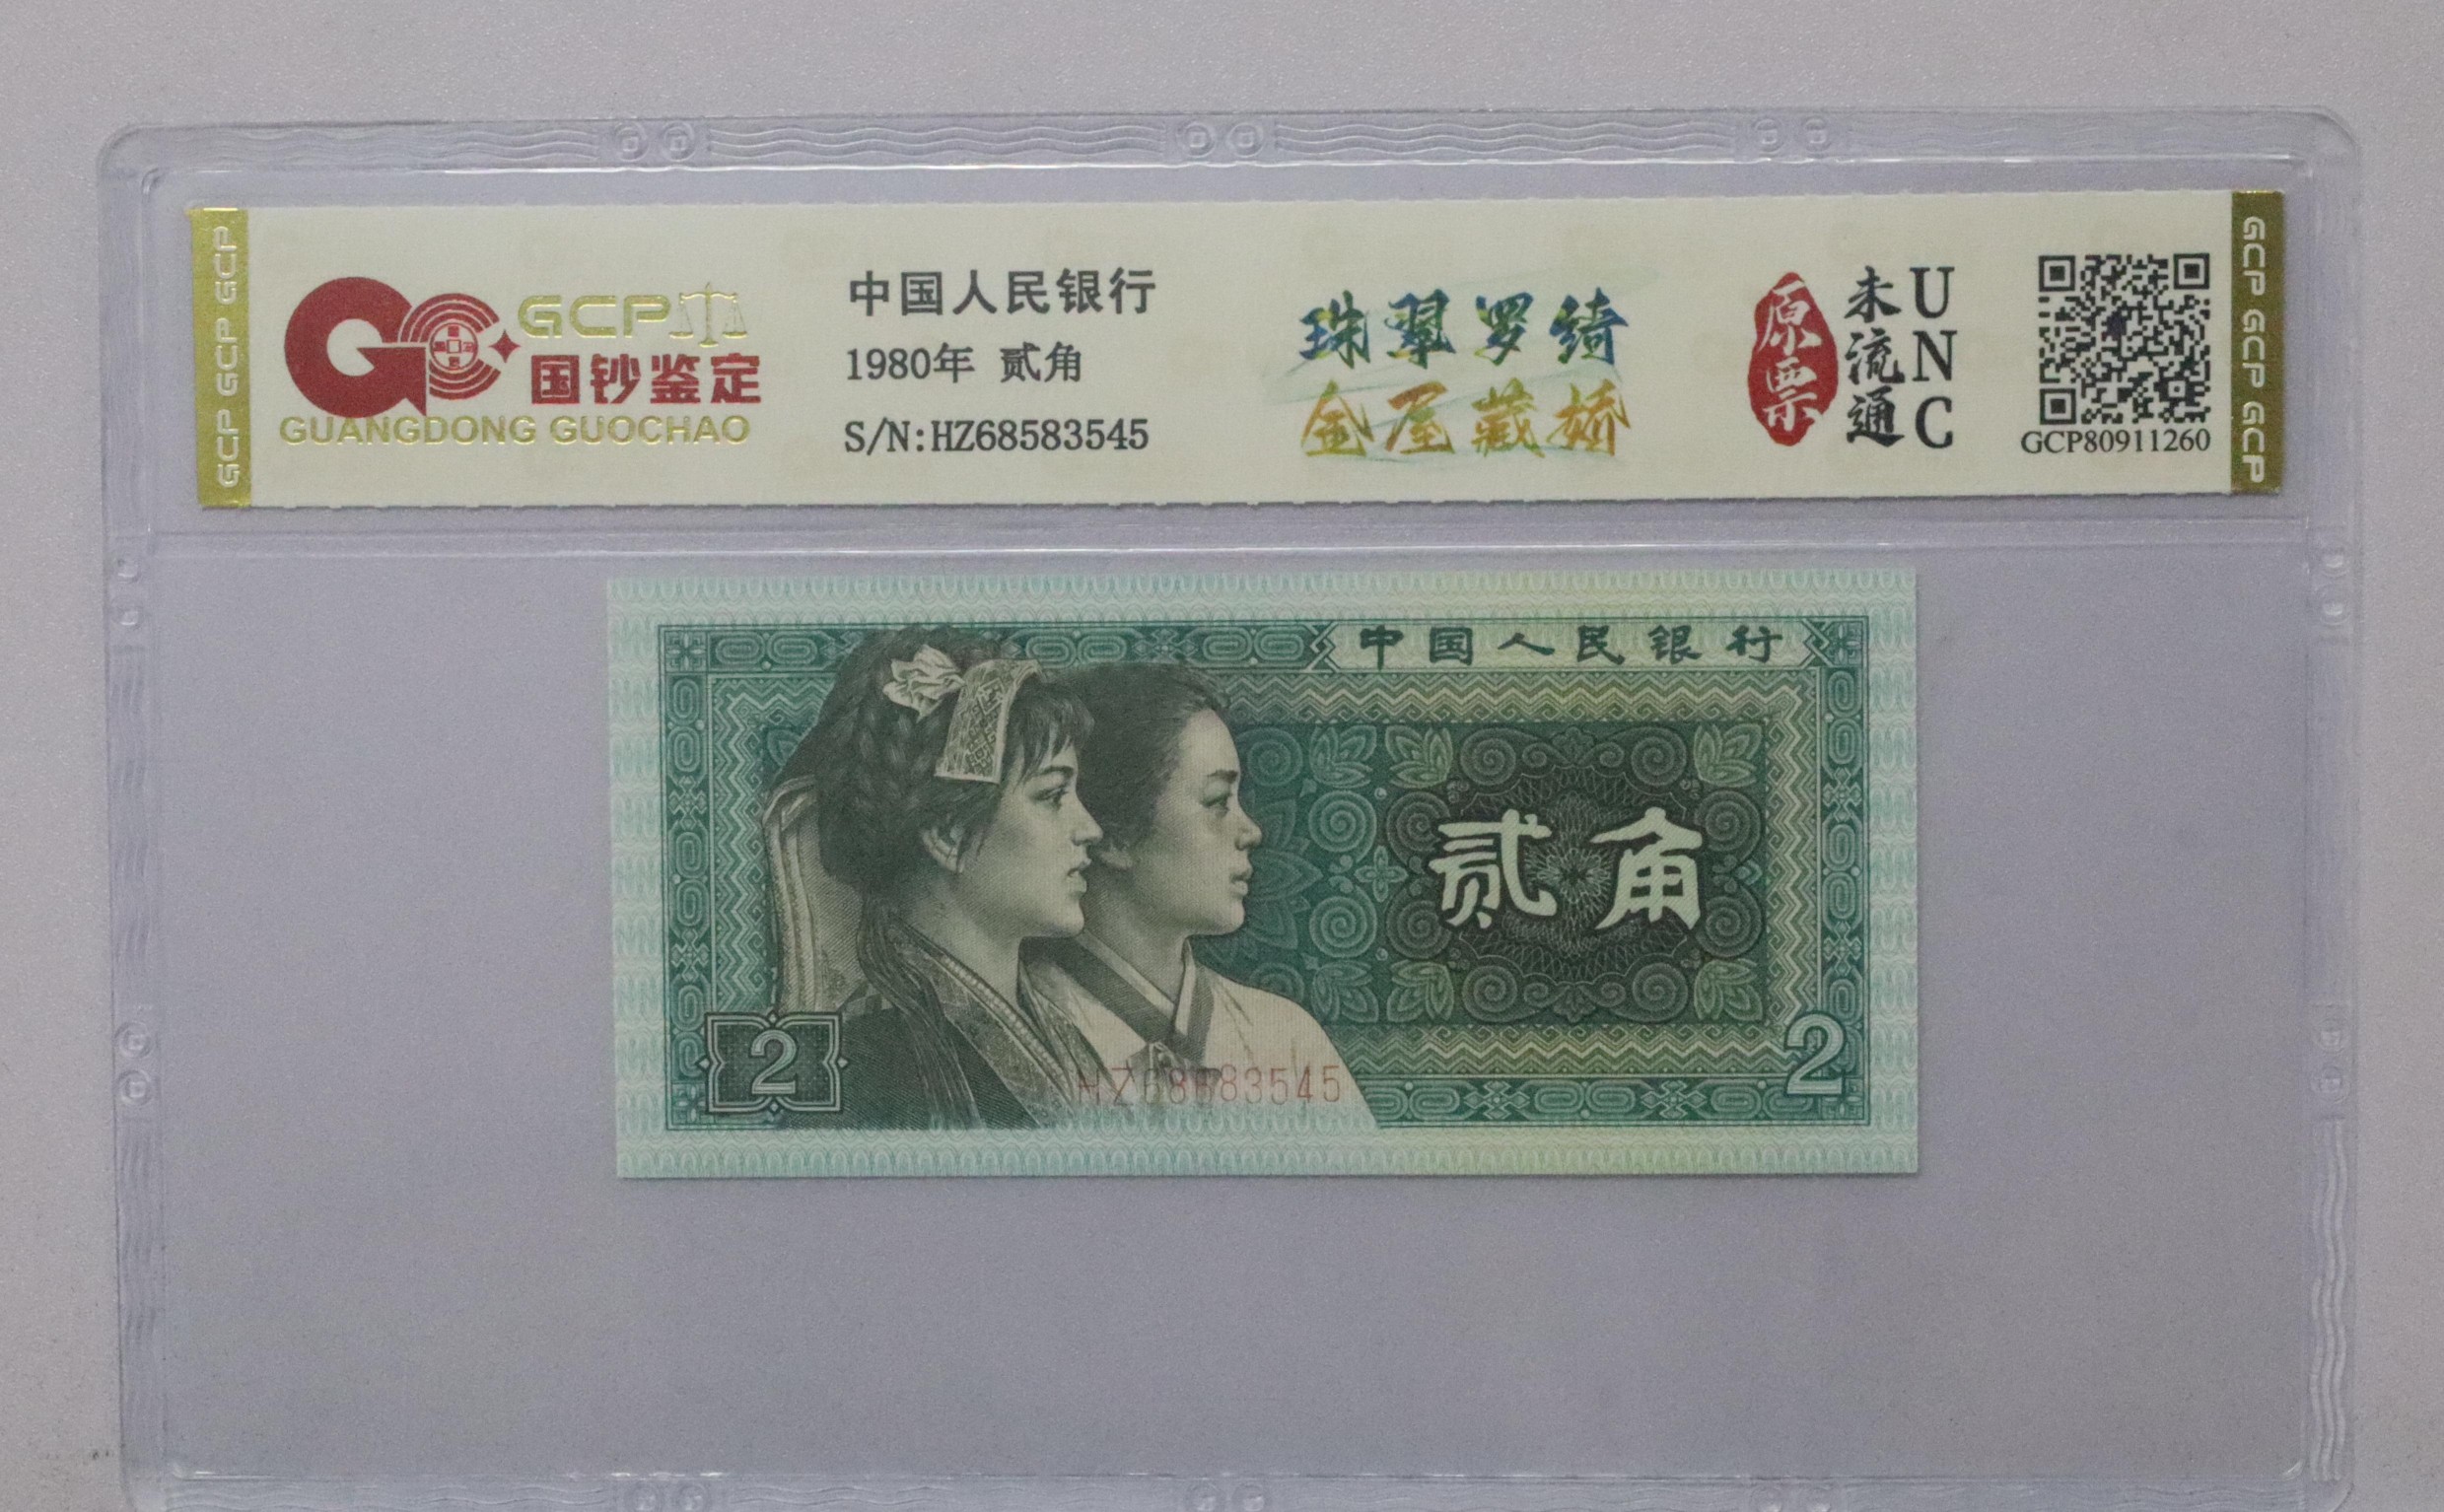 GCP GCP GCP
GCP
国钞鉴定
GUANGDONG GUOCHAO
中国人民银行
1980年 贰角
S/N:HZ68583545
珠翠罗绮
金屋藏娇
原票
未流通
UNC
GCP80911260
GCP GCP GCP
中国人民银行
贰角
2
HZ68583545
2